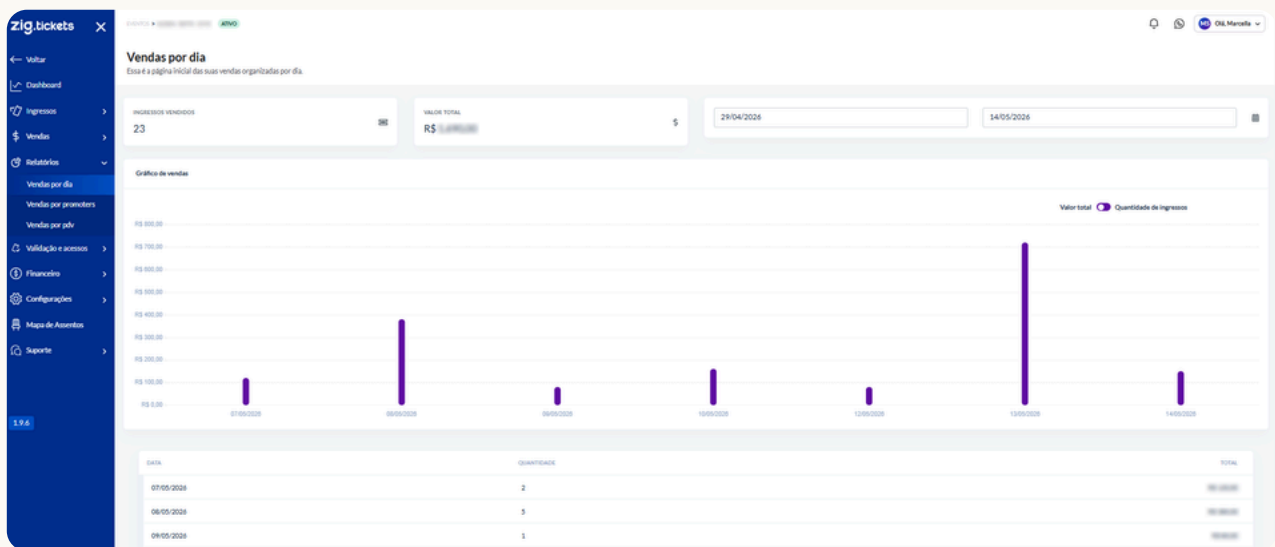 zig.tickets
EVENTOS
ATIVO
MS Olá, Marcella
Voltar
Dashboard
Ingressos
Vendas
Relatórios
Vendas por dia
Vendas por promoters
Vendas por pdv
Validação e acessos
Financeiro
Configurações
Mapa de Assentos
Suporte
1.9.6
Vendas por dia
Essa é a página inicial das suas vendas organizadas por dia.
INGRESSOS VENDIDOS
23
VALOR TOTAL
R$
$
29/04/2026
14/05/2026
Gráfico de vendas
Valor total Quantidade de ingressos
R$ 800,00
R$ 700,00
R$ 600,00
R$ 500,00
R$ 400,00
R$ 300,00
R$ 200,00
R$ 100,00
R$ 0,00
07/05/2026 08/05/2026 09/05/2026 10/05/2026 12/05/2026 13/05/2026 14/05/2026
DATA QUANTIDADE TOTAL
07/05/2026 2
08/05/2026 5
09/05/2026 1